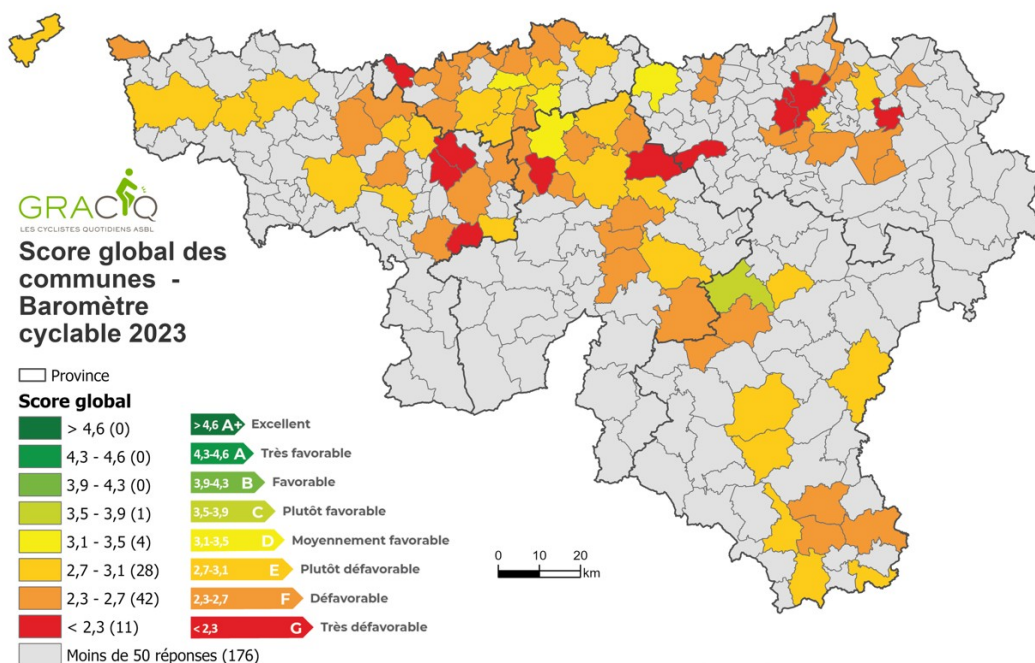 GRACQ
LES CYCLISTES QUOTIDIENS ASBL
Score global des
communes -
Baromètre
cyclable 2023
Province
Score global
> 4,6 (0)
4,3 - 4,6 (0)
3,9 - 4,3 (0)
3,5 - 3,9 (1)
3,1 - 3,5 (4)
2,7 - 3,1 (28)
2,3 - 2,7 (42)
< 2,3 (11)
Moins de 50 réponses (176)
> 4,6 A+ Excellent
4,3-4,6 A Très favorable
3,9-4,3 B Favorable
3,5-3,9 C Plutôt favorable
3,1-3,5 D Moyennement favorable
2,7-3,1 E Plutôt défavorable
2,3-2,7 F Défavorable
< 2,3 G Très défavorable
0 10 20
km